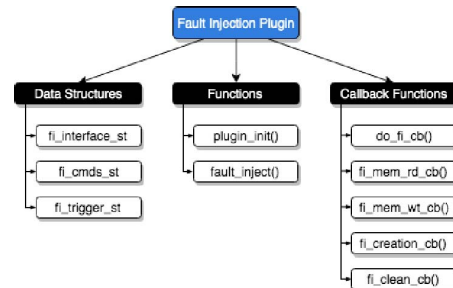 Fault Injection Plugin
Data Structures
fi_interface_st
fi_cmds_st
fi_trigger_st
Functions
plugin_init()
fault_inject()
Callback Functions
do_fi_cb()
fi_mem_rd_cb()
fi_mem_wt_cb()
fi_creation_cb()
fi_clean_cb()